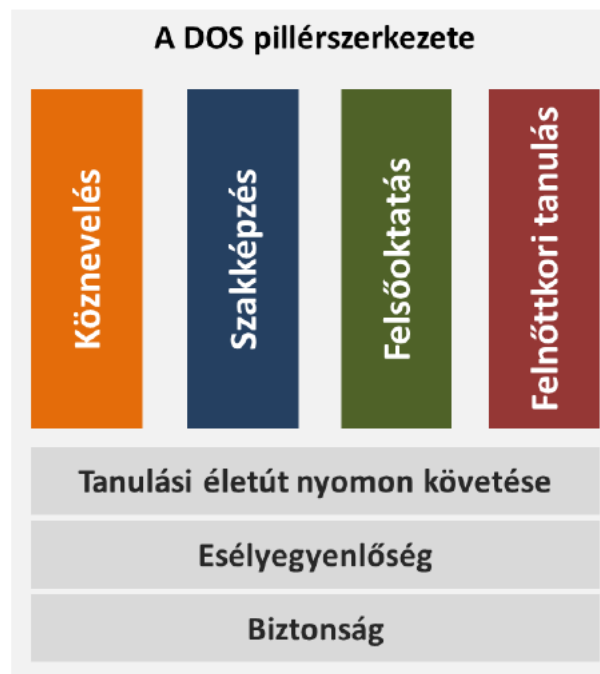 A DOS pillérszerkezete
Köznevelés
Szakképzés
Felsőoktatás
Felnőttkori tanulás
Tanulási életút nyomon követése
Esélyegyenlőség
Biztonság